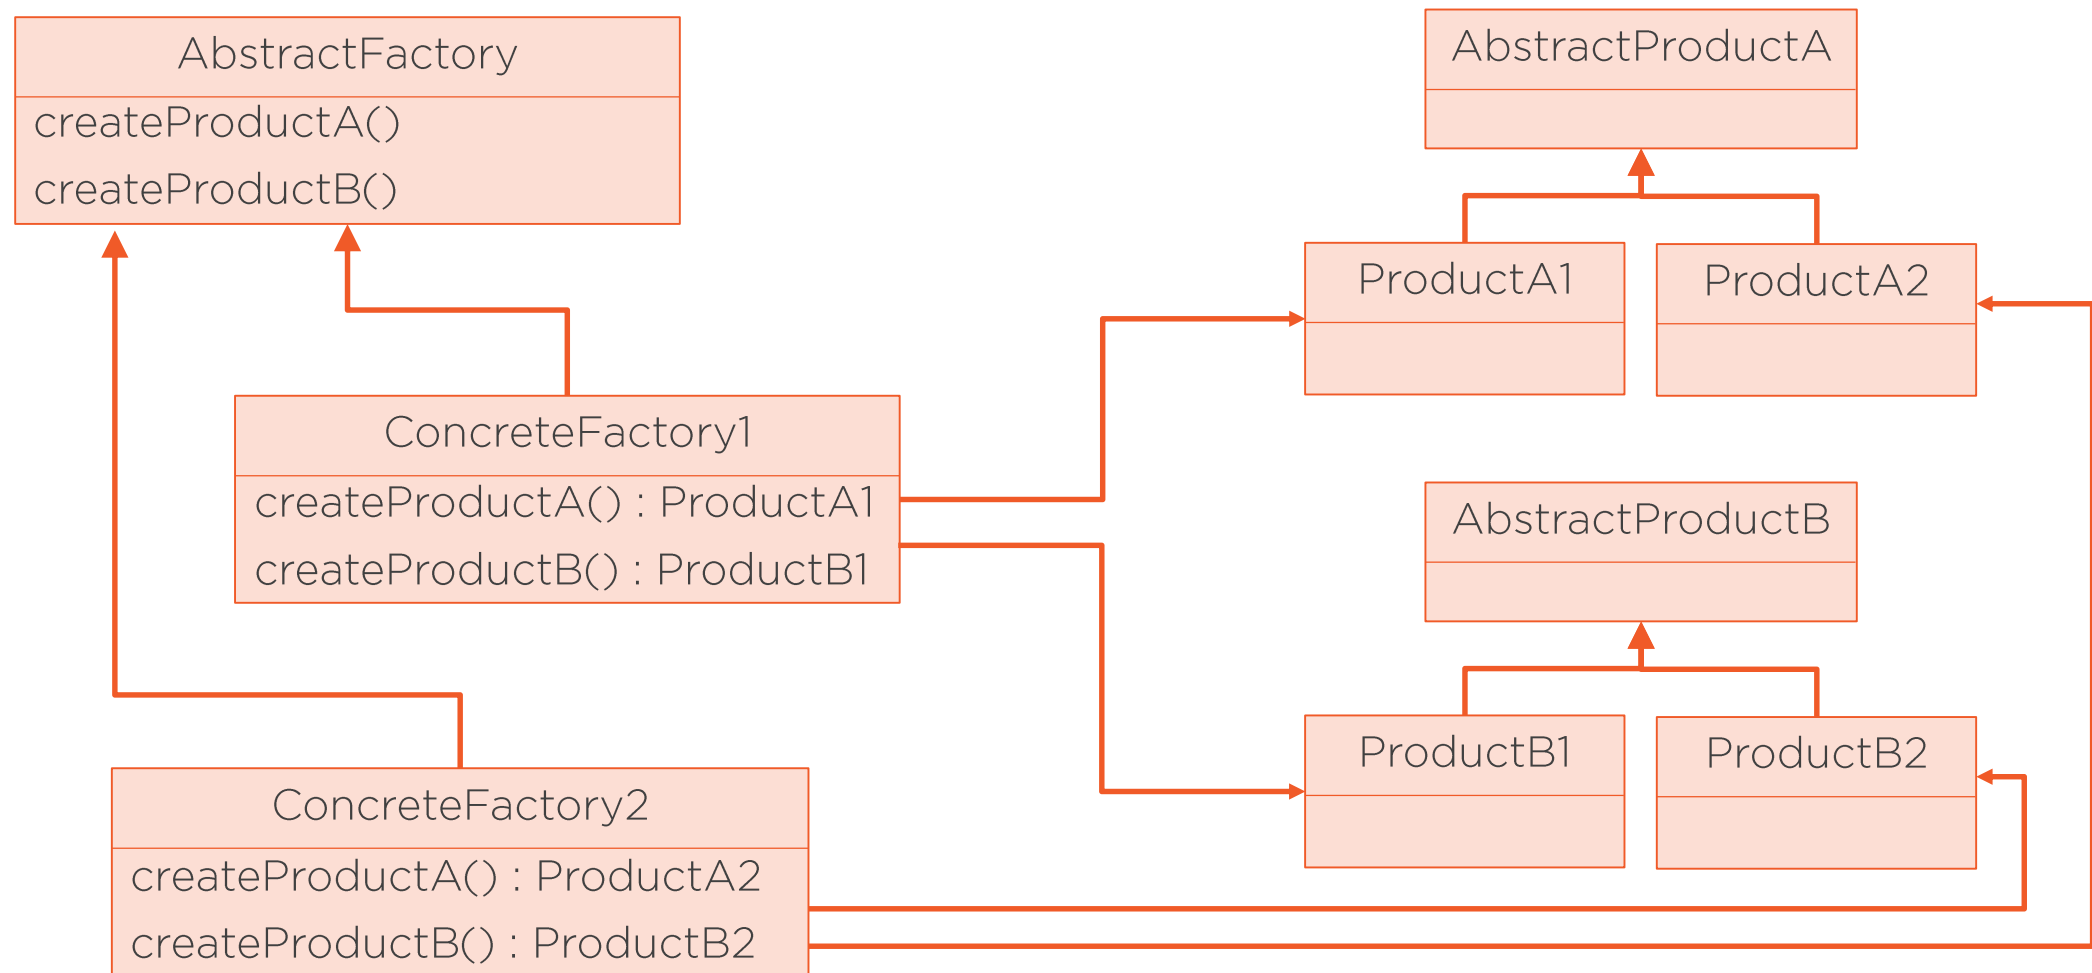 AbstractFactory
createProductA()
createProductB()
ConcreteFactory1
createProductA() : ProductA1
createProductB() : ProductB1
ConcreteFactory2
createProductA() : ProductA2
createProductB() : ProductB2
AbstractProductA
ProductA1
ProductA2
AbstractProductB
ProductB1
ProductB2